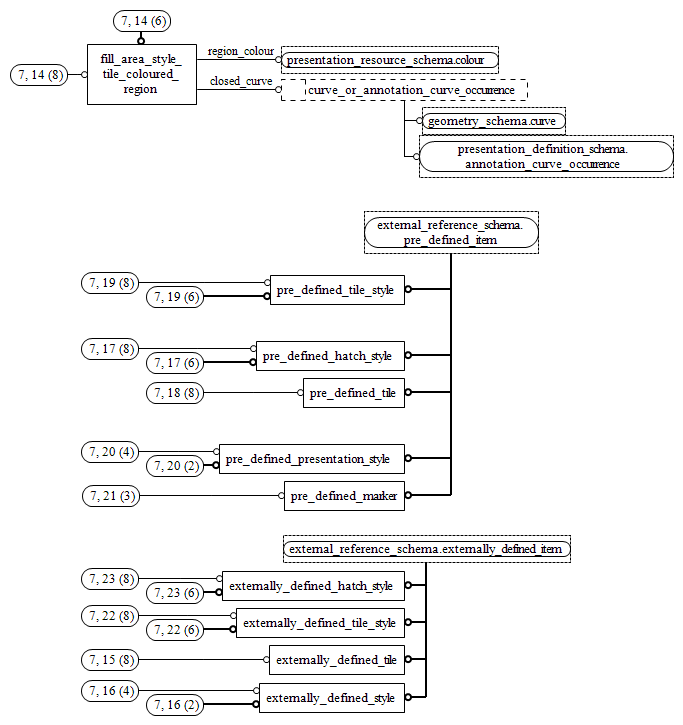 7, 14 (6)
7, 14 (8)
fill_area_style_
tile_coloured_
region
region_colour
presentation_resource_schema.colour
closed_curve
curve_or_annotation_curve_occurrence
geometry_schema.curve
presentation_definition_schema.
annotation_curve_occurrence
external_reference_schema.
pre_defined_item
7, 19 (8)
7, 19 (6)
pre_defined_tile_style
7, 17 (8)
7, 17 (6)
pre_defined_hatch_style
7, 18 (8)
pre_defined_tile
7, 20 (4)
7, 20 (2)
pre_defined_presentation_style
7, 21 (3)
pre_defined_marker
external_reference_schema.externally_defined_item
7, 23 (8)
7, 23 (6)
externally_defined_hatch_style
7, 22 (8)
7, 22 (6)
externally_defined_tile_style
7, 15 (8)
externally_defined_tile
7, 16 (4)
7, 16 (2)
externally_defined_style